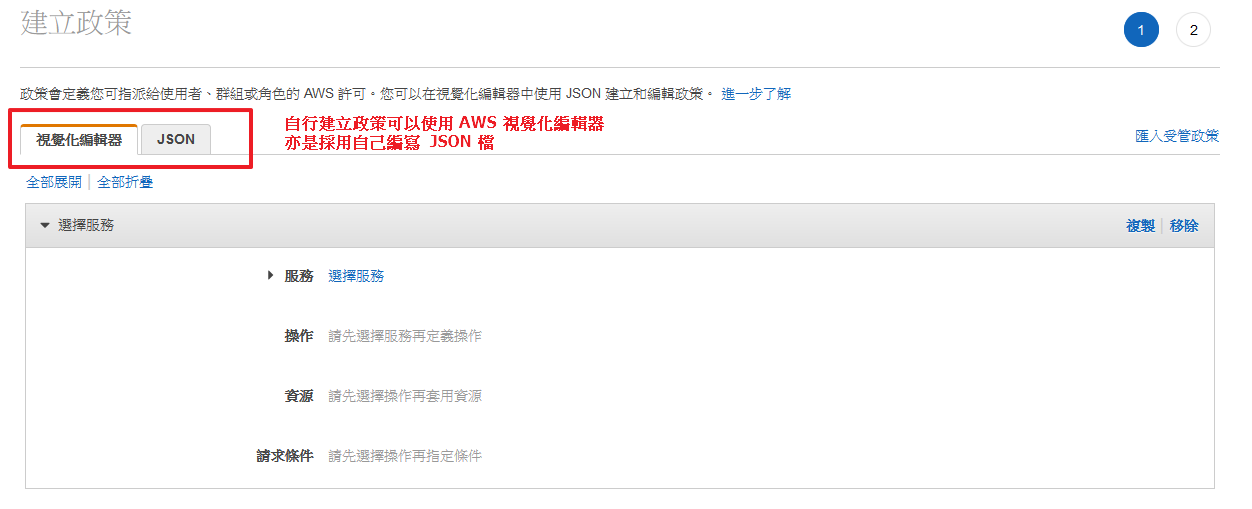 建立政策
1 2
政策會定義您可指派給使用者、群組或角色的 AWS 許可。您可以在視覺化編輯器中使用 JSON 建立和編輯政策。 進一步了解
自行建立政策可以使用 AWS 視覺化編輯器
亦是採用自己編寫 JSON 檔
視覺化編輯器 JSON
匯入受管政策
全部展開 全部折疊
選擇服務 複製 移除
服務 選擇服務
操作 請先選擇服務再定義操作
資源 請先選擇操作再套用資源
請求條件 請先選擇操作再指定條件